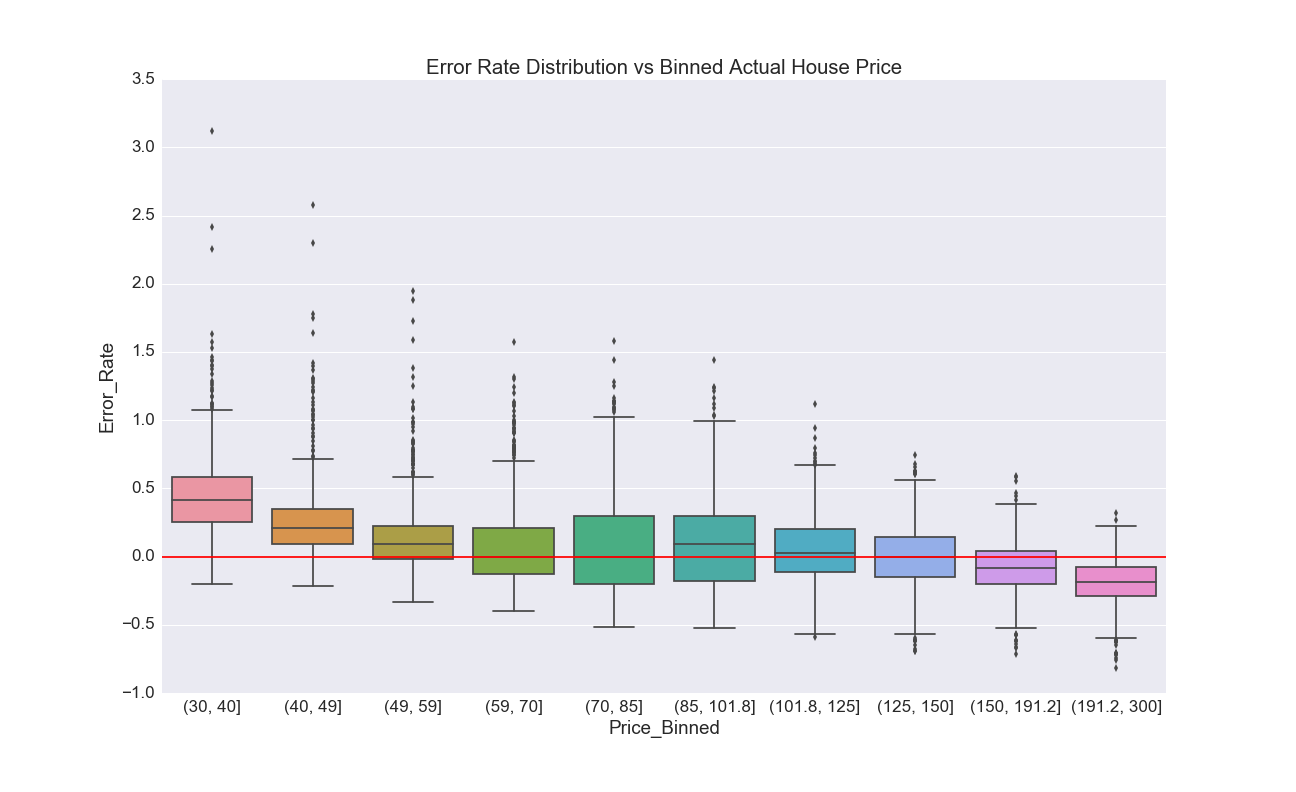 Error Rate Distribution vs Binned Actual House Price
3.5
3.0
2.5
2.0
1.5
1.0
0.5
0.0
−0.5
−1.0
Error_Rate
(30, 40] (40, 49] (49, 59] (59, 70] (70, 85] (85, 101.8] (101.8, 125] (125, 150] (150, 191.2] (191.2, 300]
Price_Binned